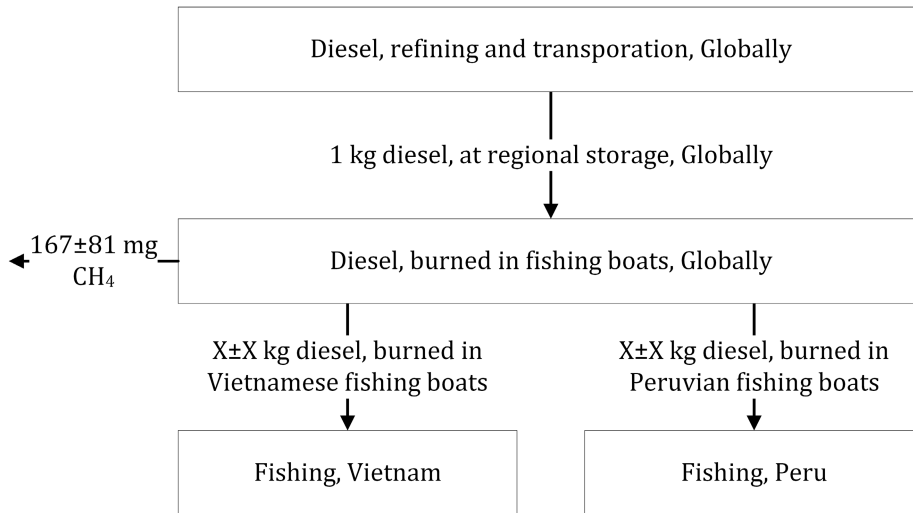 Diesel, refining and transporation, Globally
1 kg diesel, at regional storage, Globally
167±81 mg
CH₄
Diesel, burned in fishing boats, Globally
X±X kg diesel, burned in
Vietnamese fishing boats
X±X kg diesel, burned in
Peruvian fishing boats
Fishing, Vietnam
Fishing, Peru